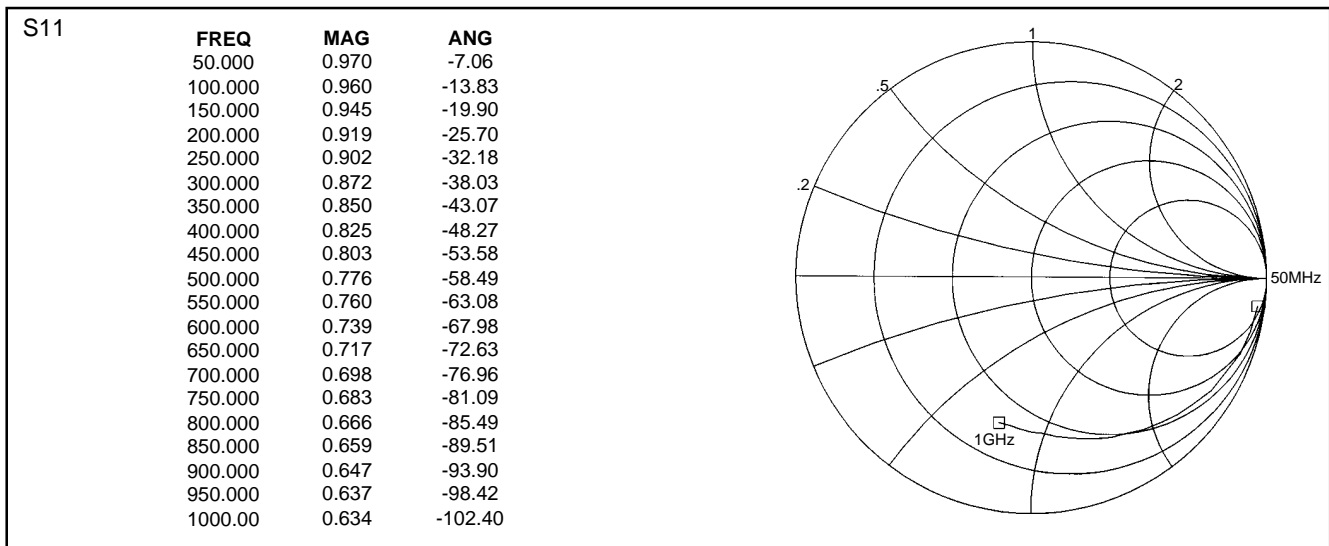 S11
FREQ MAG ANG
50.000 0.970 -7.06
100.000 0.960 -13.83
150.000 0.945 -19.90
200.000 0.919 -25.70
250.000 0.902 -32.18
300.000 0.872 -38.03
350.000 0.850 -43.07
400.000 0.825 -48.27
450.000 0.803 -53.58
500.000 0.776 -58.49
550.000 0.760 -63.08
600.000 0.739 -67.98
650.000 0.717 -72.63
700.000 0.698 -76.96
750.000 0.683 -81.09
800.000 0.666 -85.49
850.000 0.659 -89.51
900.000 0.647 -93.90
950.000 0.637 -98.42
1000.00 0.634 -102.40
1
.5
2
.2
50MHz
1GHz